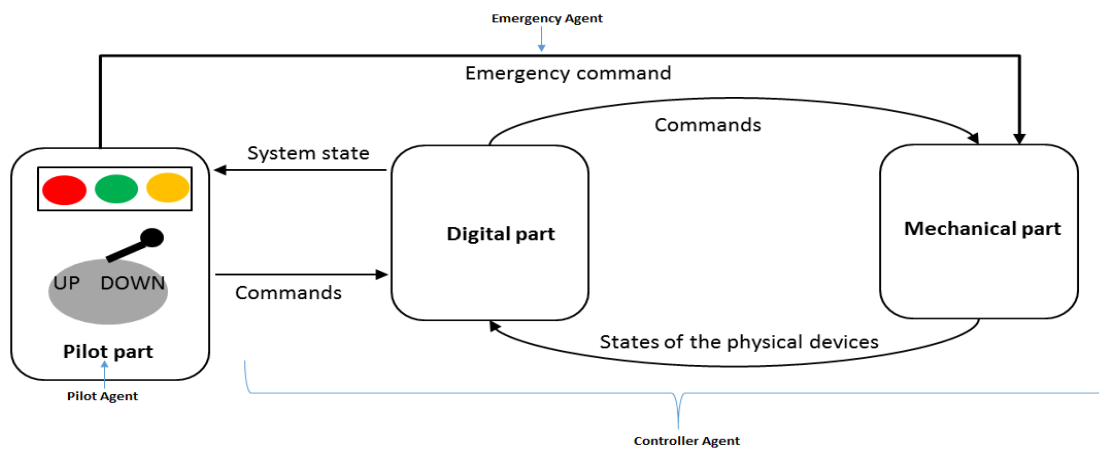 Emergency Agent
Emergency command
Commands
System state
Digital part
Mechanical part
UP DOWN
Commands
States of the physical devices
Pilot part
Pilot Agent
Controller Agent